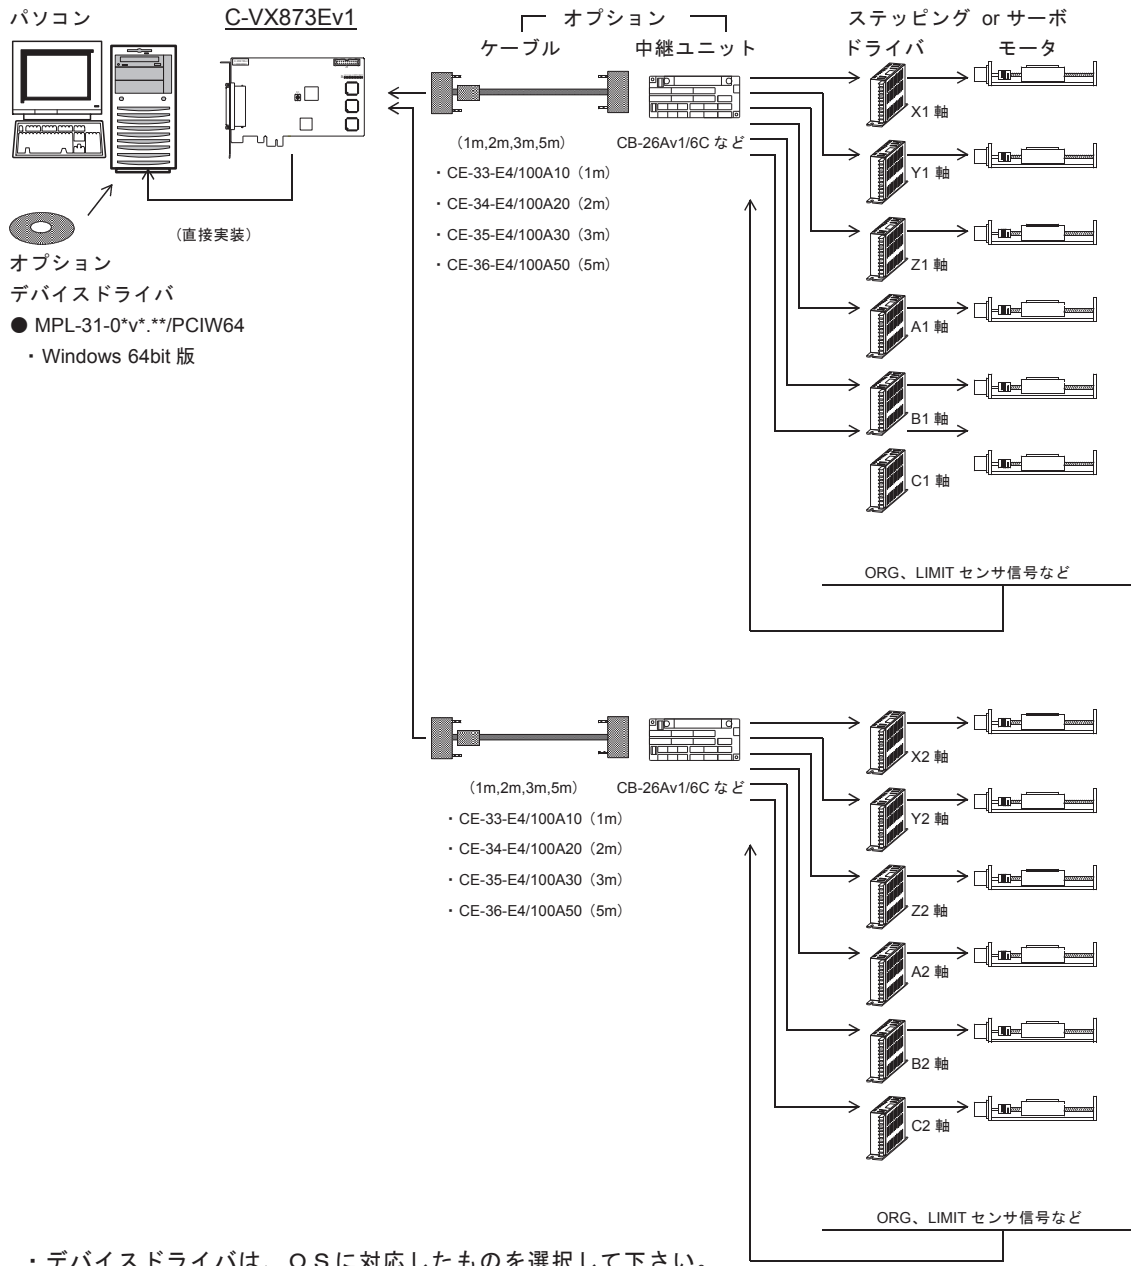 パソコン
C-VX873Ev1
オプション
ケーブル
中継ユニット
ステッピング or サーボ
ドライバ
モータ
(1m,2m,3m,5m)
CB-26Av1/6C など
・CE-33-E4/100A10（1m）
・CE-34-E4/100A20（2m）
・CE-35-E4/100A30（3m）
・CE-36-E4/100A50（5m）
（直接実装）
オプション
デバイスドライバ
● MPL-31-0*v*.**/PCIW64
・Windows 64bit 版
X1 軸
Y1 軸
Z1 軸
A1 軸
B1 軸
C1 軸
ORG、LIMIT センサ信号など
(1m,2m,3m,5m)
CB-26Av1/6C など
・CE-33-E4/100A10（1m）
・CE-34-E4/100A20（2m）
・CE-35-E4/100A30（3m）
・CE-36-E4/100A50（5m）
X2 軸
Y2 軸
Z2 軸
A2 軸
B2 軸
C2 軸
ORG、LIMIT センサ信号など
・デバイスドライバは、ＯＳに対応したものを選択して下さい。